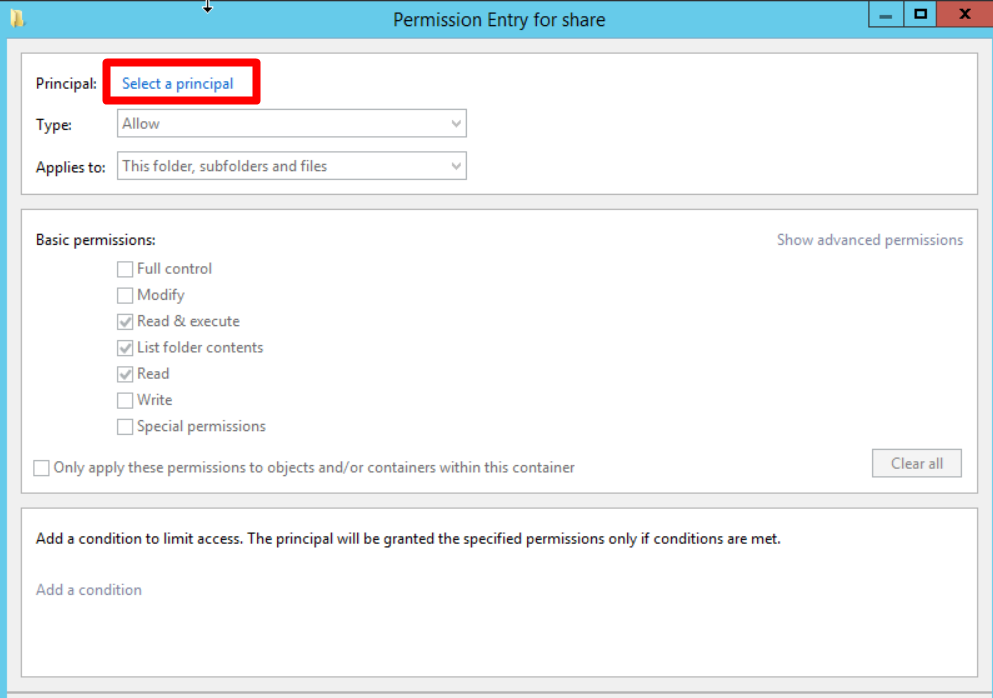 Permission Entry for share
Principal: Select a principal
Type: Allow
Applies to: This folder, subfolders and files
Basic permissions: Show advanced permissions
Full control
Modify
Read & execute
List folder contents
Read
Write
Special permissions
Only apply these permissions to objects and/or containers within this container Clear all
Add a condition to limit access. The principal will be granted the specified permissions only if conditions are met.
Add a condition